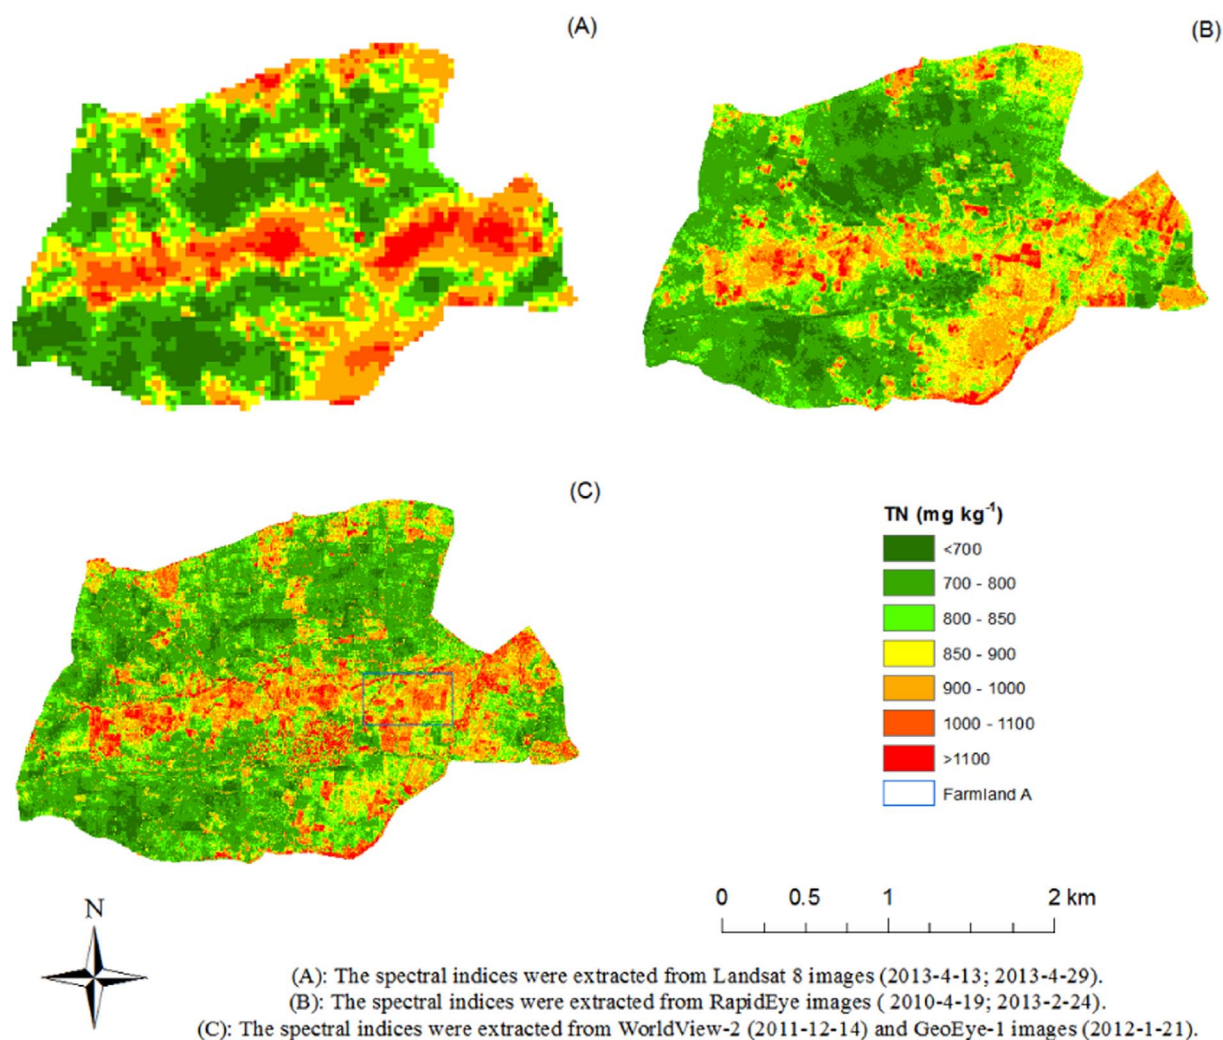 (A)
(B)
(C)
TN (mg kg⁻¹)
<700
700 - 800
800 - 850
850 - 900
900 - 1000
1000 - 1100
>1100
Farmland A
N
0 0.5 1 2 km
(A): The spectral indices were extracted from Landsat 8 images (2013-4-13; 2013-4-29).
(B): The spectral indices were extracted from RapidEye images ( 2010-4-19; 2013-2-24).
(C): The spectral indices were extracted from WorldView-2 (2011-12-14) and GeoEye-1 images (2012-1-21).